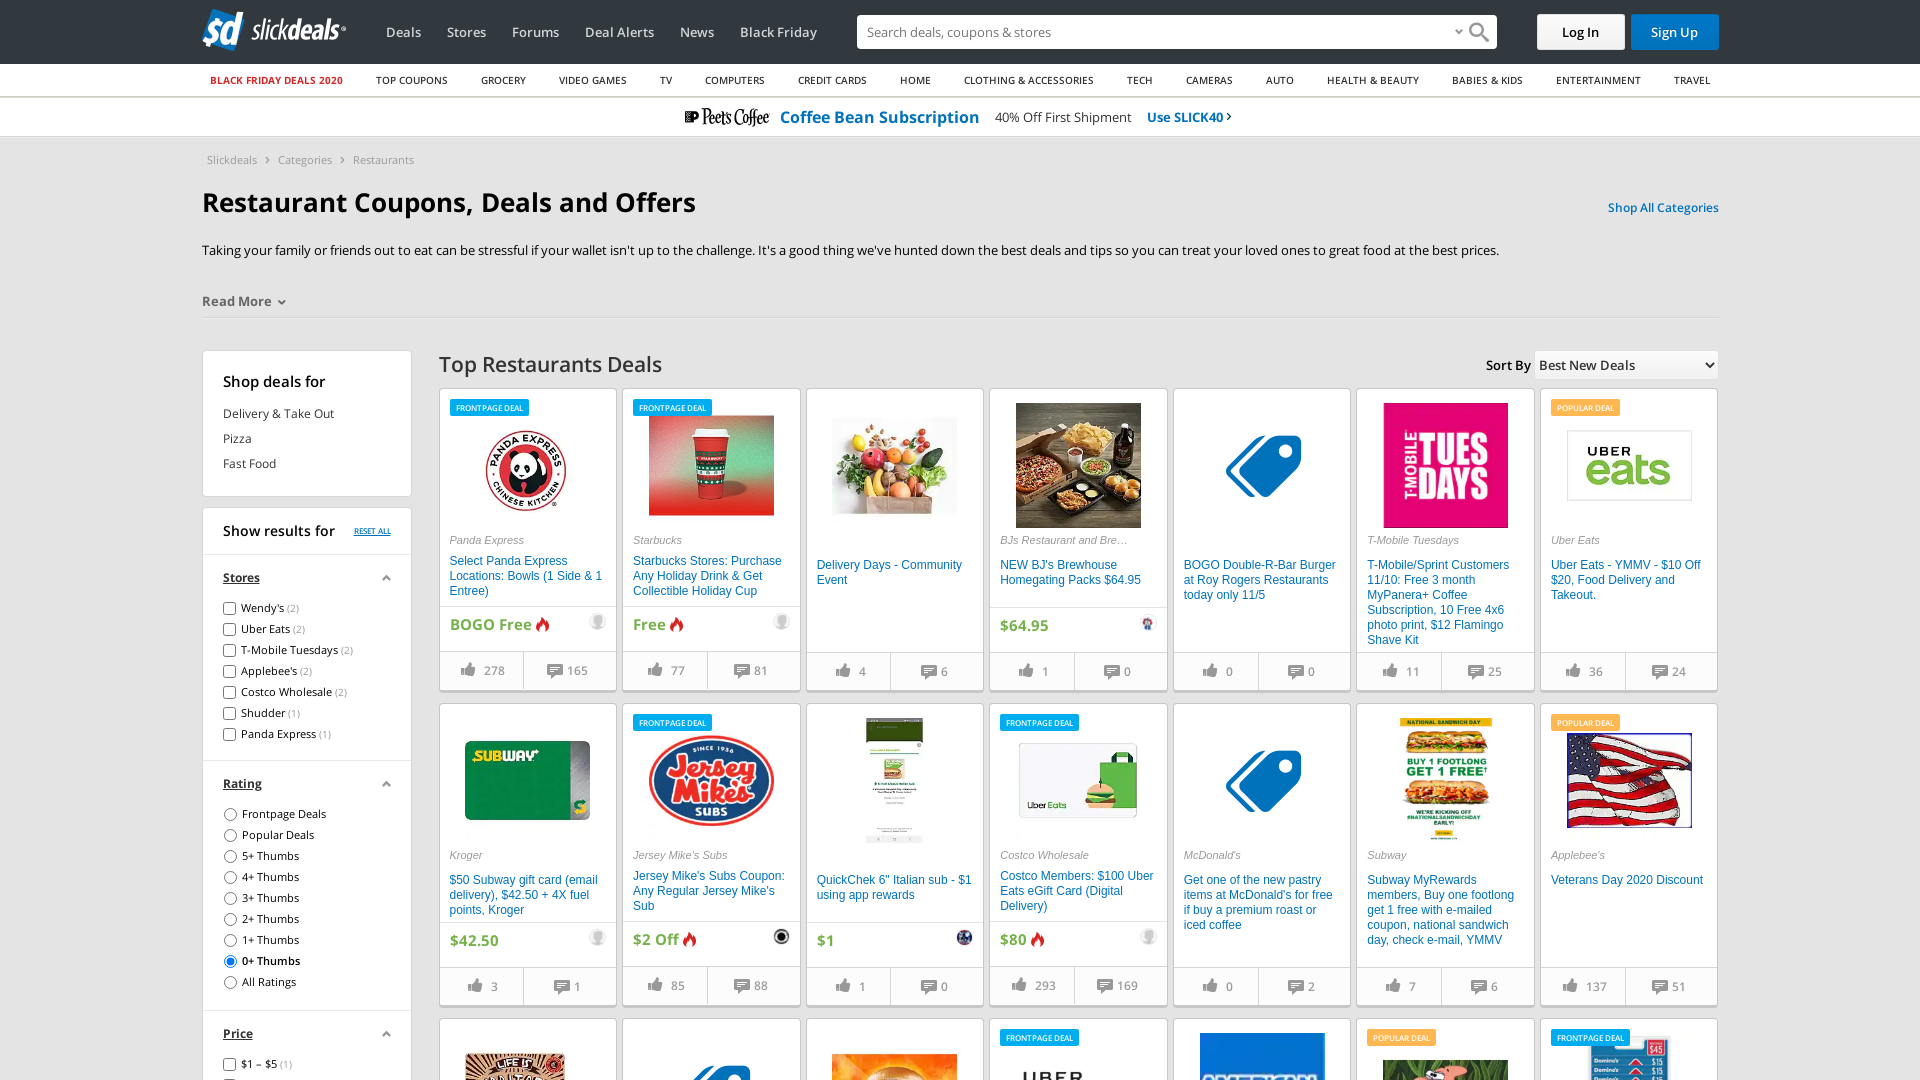 slickdeals
Deals
Stores
Forums
Deal Alerts
News
Black Friday
Search deals, coupons & stores
Log In
Sign Up
BLACK FRIDAY DEALS 2020
TOP COUPONS
GROCERY
VIDEO GAMES
TV
COMPUTERS
CREDIT CARDS
HOME
CLOTHING & ACCESSORIES
TECH
CAMERAS
AUTO
HEALTH & BEAUTY
BABIES & KIDS
ENTERTAINMENT
TRAVEL
Peet's Coffee Coffee Bean Subscription 40% Off First Shipment Use SLICK40
Slickdeals > Categories > Restaurants
Restaurant Coupons, Deals and Offers
Shop All Categories
Taking your family or friends out to eat can be stressful if your wallet isn't up to the challenge. It's a good thing we've hunted down the best deals and tips so you can treat your loved ones to great food at the best prices.
Read More
Shop deals for
Delivery & Take Out
Pizza
Fast Food
Show results for
RESET ALL
Stores
Wendy's (2)
Uber Eats (2)
T-Mobile Tuesdays (2)
Applebee's (2)
Costco Wholesale (2)
Shudder (1)
Panda Express (1)
Rating
Frontpage Deals
Popular Deals
5+ Thumbs
4+ Thumbs
3+ Thumbs
2+ Thumbs
1+ Thumbs
0+ Thumbs
All Ratings
Price
$1 – $5 (1)
Top Restaurants Deals
Sort By
Best New Deals
FRONTPAGE DEAL
PANDA EXPRESS
CHINESE KITCHEN
Panda Express
Select Panda Express
Locations: Bowls (1 Side & 1
Entree)
BOGO Free
278
165
FRONTPAGE DEAL
Starbucks
Starbucks Stores: Purchase
Any Holiday Drink & Get
Collectible Holiday Cup
Free
77
81
Delivery Days - Community
Event
4
6
BJs Restaurant and Bre…
NEW BJ's Brewhouse
Homegating Packs $64.95
$64.95
1
0
BOGO Double-R-Bar Burger
at Roy Rogers Restaurants
today only 11/5
0
0
T-MOBILE
TUES
DAYS
T-Mobile Tuesdays
T-Mobile/Sprint Customers
11/10: Free 3 month
MyPanera+ Coffee
Subscription, 10 Free 4x6
photo print, $12 Flamingo
Shave Kit
11
25
POPULAR DEAL
UBER
eats
Uber Eats
Uber Eats - YMMV - $10 Off
$20, Food Delivery and
Takeout.
36
24
SUBWAY
Kroger
$50 Subway gift card (email
delivery), $42.50 + 4X fuel
points, Kroger
$42.50
3
1
FRONTPAGE DEAL
SINCE 1956
Jersey
Mike's
SUBS
Jersey Mike's Subs
Jersey Mike's Subs Coupon:
Any Regular Jersey Mike's
Sub
$2 Off
85
88
QuickChek 6" Italian sub - $1
using app rewards
$1
1
0
FRONTPAGE DEAL
Uber Eats
Costco Wholesale
Costco Members: $100 Uber
Eats eGift Card (Digital
Delivery)
$80
293
169
McDonald's
Get one of the new pastry
items at McDonald's for free
if buy a premium roast or
iced coffee
0
2
NATIONAL SANDWICH DAY
BUY 1 FOOTLONG
GET 1 FREE
WE'RE KICKING OFF
#NATIONALSANDWICHDAY
EARLY!
Subway
Subway MyRewards
members, Buy one footlong
get 1 free with e-mailed
coupon, national sandwich
day, check e-mail, YMMV
7
6
POPULAR DEAL
Applebee's
Veterans Day 2020 Discount
137
51
LIFE IS
FRONTPAGE DEAL
UBER
AMERICAN
POPULAR DEAL
FRONTPAGE DEAL
$45
Domino's
$15
Domino's
$15
$15